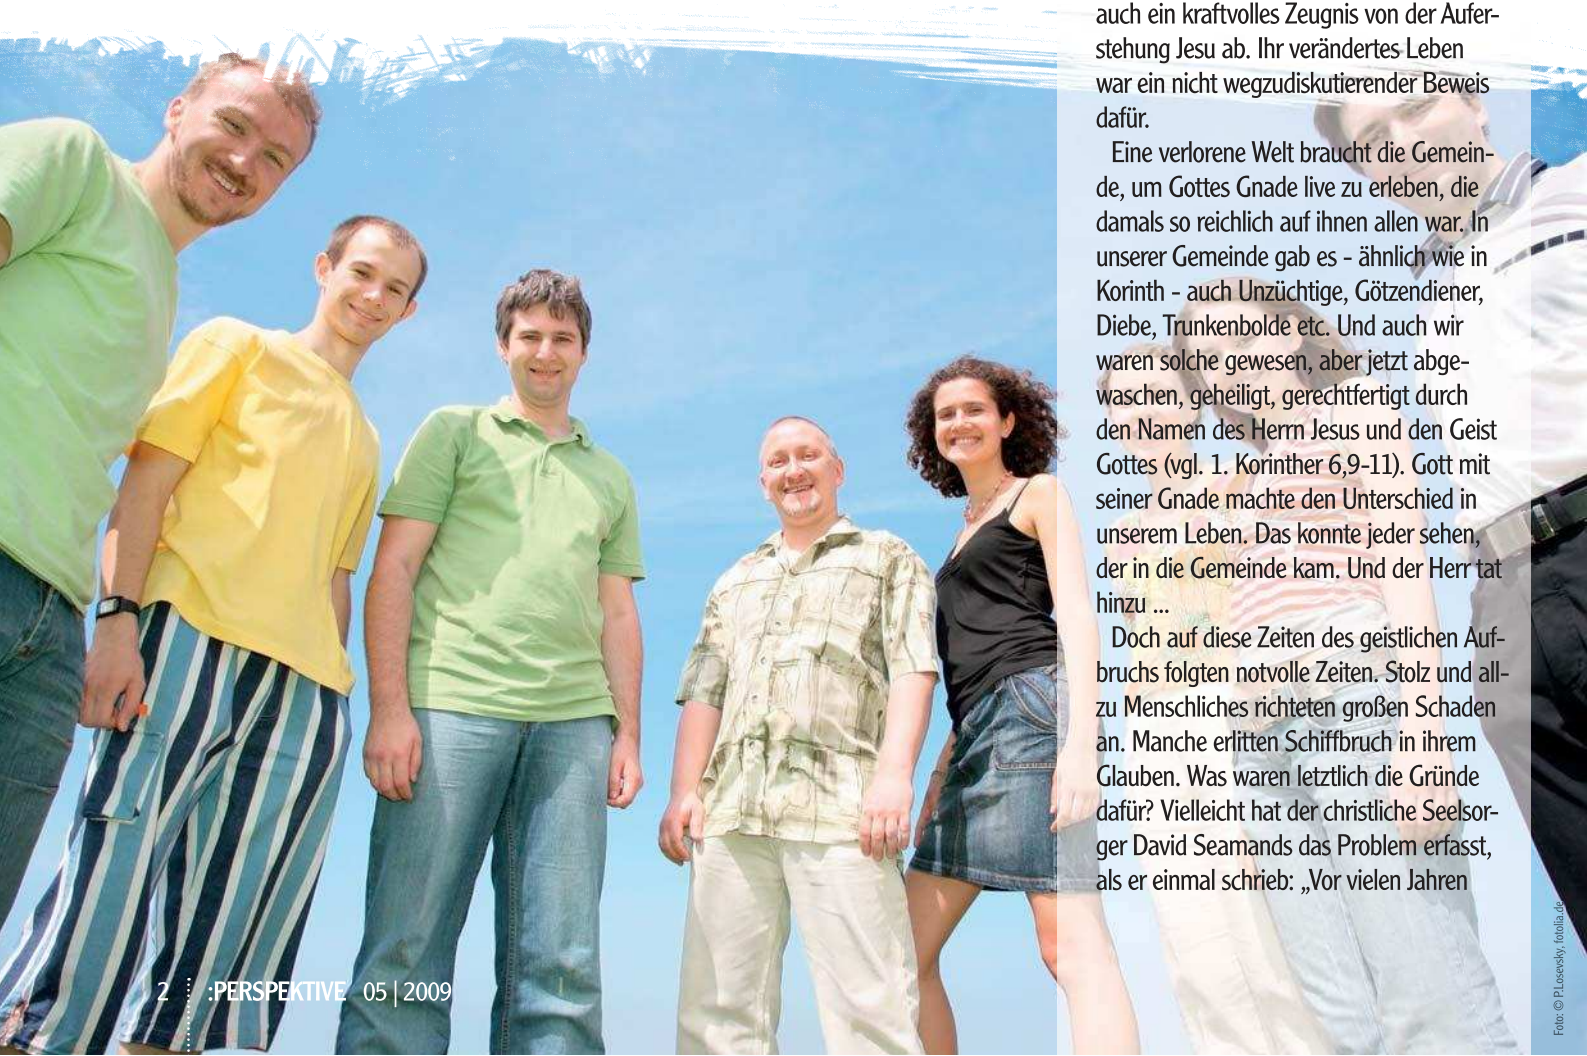 auch ein kraftvolles Zeugnis von der Aufer-
stehung Jesu ab. Ihr verändertes Leben
war ein nicht wegzudiskutierender Beweis
dafür.
Eine verlorene Welt braucht die Gemein-
de, um Gottes Gnade live zu erleben, die
damals so reichlich auf ihnen allen war. In
unserer Gemeinde gab es - ähnlich wie in
Korinth - auch Unzüchtige, Götzendiener,
Diebe, Trunkenbolde etc. Und auch wir
waren solche gewesen, aber jetzt abge-
waschen, geheiligt, gerechtfertigt durch
den Namen des Herrn Jesus und den Geist
Gottes (vgl. 1. Korinther 6,9-11). Gott mit
seiner Gnade machte den Unterschied in
unserem Leben. Das konnte jeder sehen,
der in die Gemeinde kam. Und der Herr tat
hinzu ...
Doch auf diese Zeiten des geistlichen Auf-
bruchs folgten notvolle Zeiten. Stolz und all-
zu Menschliches richteten großen Schaden
an. Manche erlitten Schiffbruch in ihrem
Glauben. Was waren letztlich die Gründe
dafür? Vielleicht hat der christliche Seelsor-
ger David Seamands das Problem erfasst,
als er einmal schrieb: „Vor vielen Jahren
Foto: © P.Losevsky, fotolia.de
2 :PERSPEKTIVE 05 | 2009